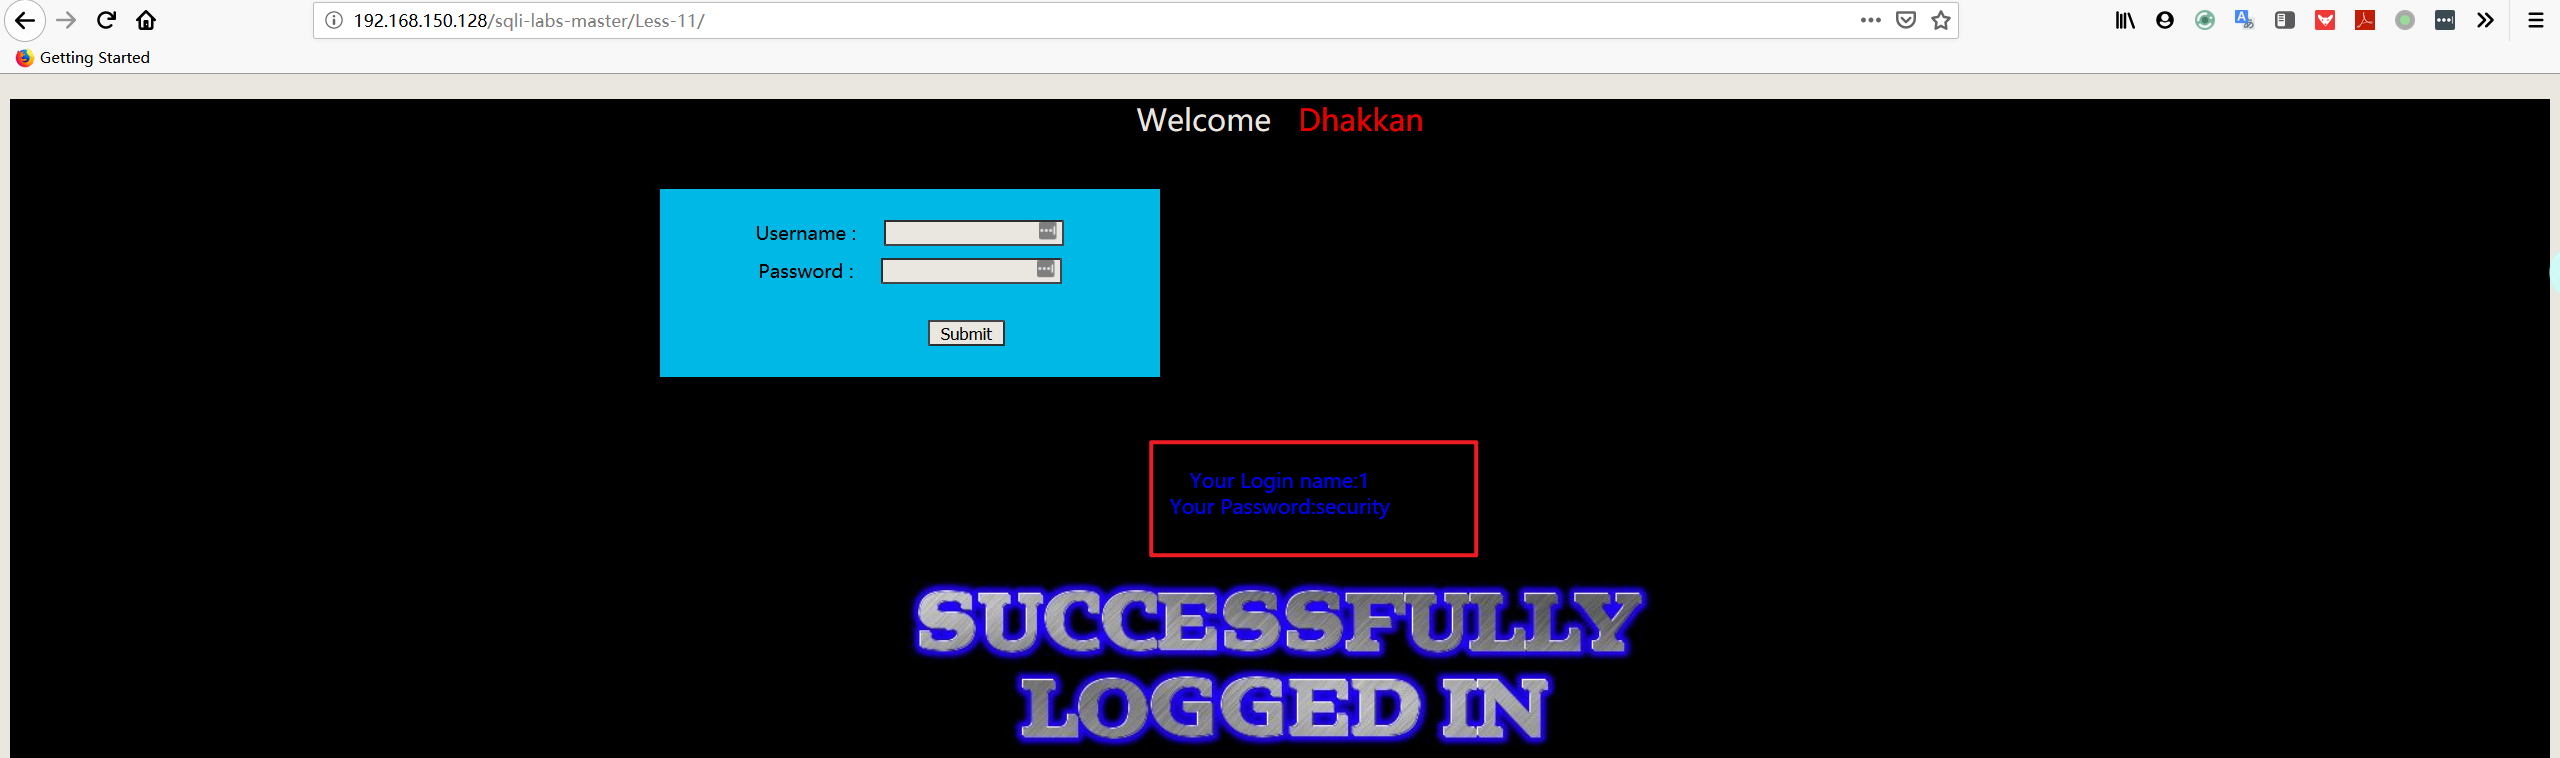 192.168.150.128/sqli-labs-master/Less-11/
Getting Started
Welcome Dhakkan
Username :
Password :
Submit
Your Login name:1
Your Password:security
SUCCESSFULLY
LOGGED IN